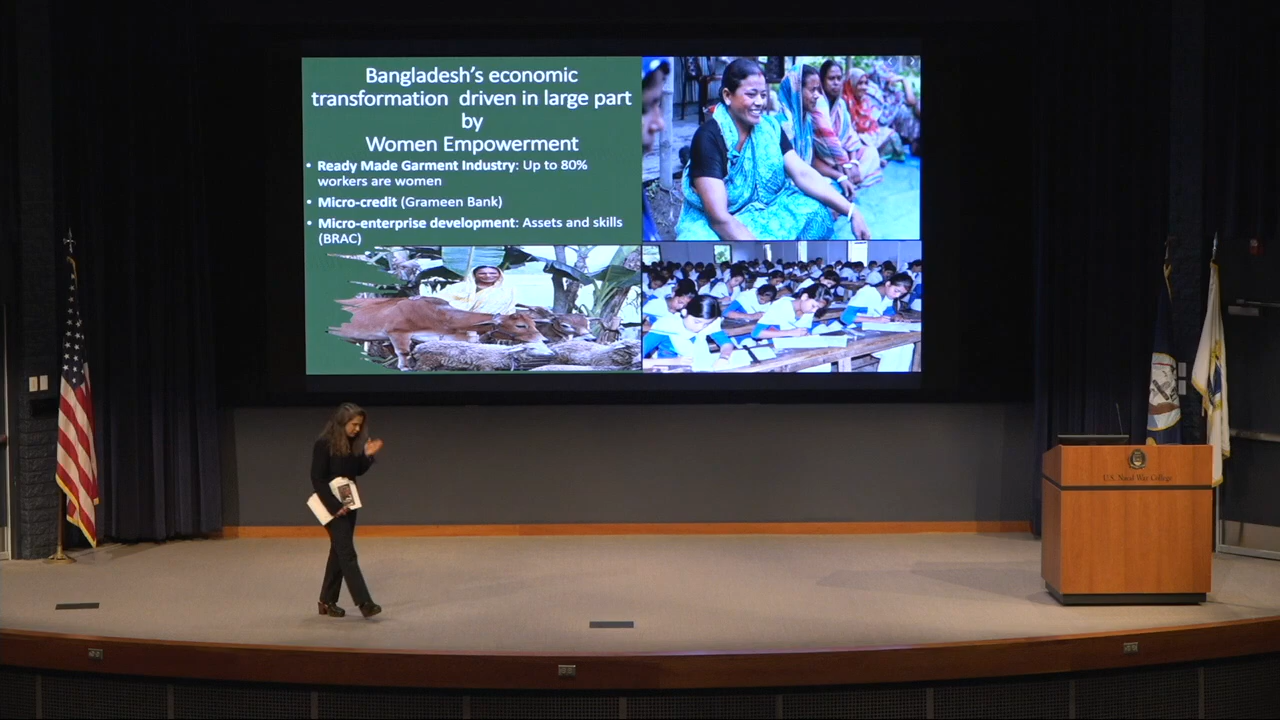 Bangladesh's economic
transformation driven in large part
by
Women Empowerment
• Ready Made Garment Industry: Up to 80%
workers are women
• Micro-credit (Grameen Bank)
• Micro-enterprise development: Assets and skills
(BRAC)
U.S. Naval War College